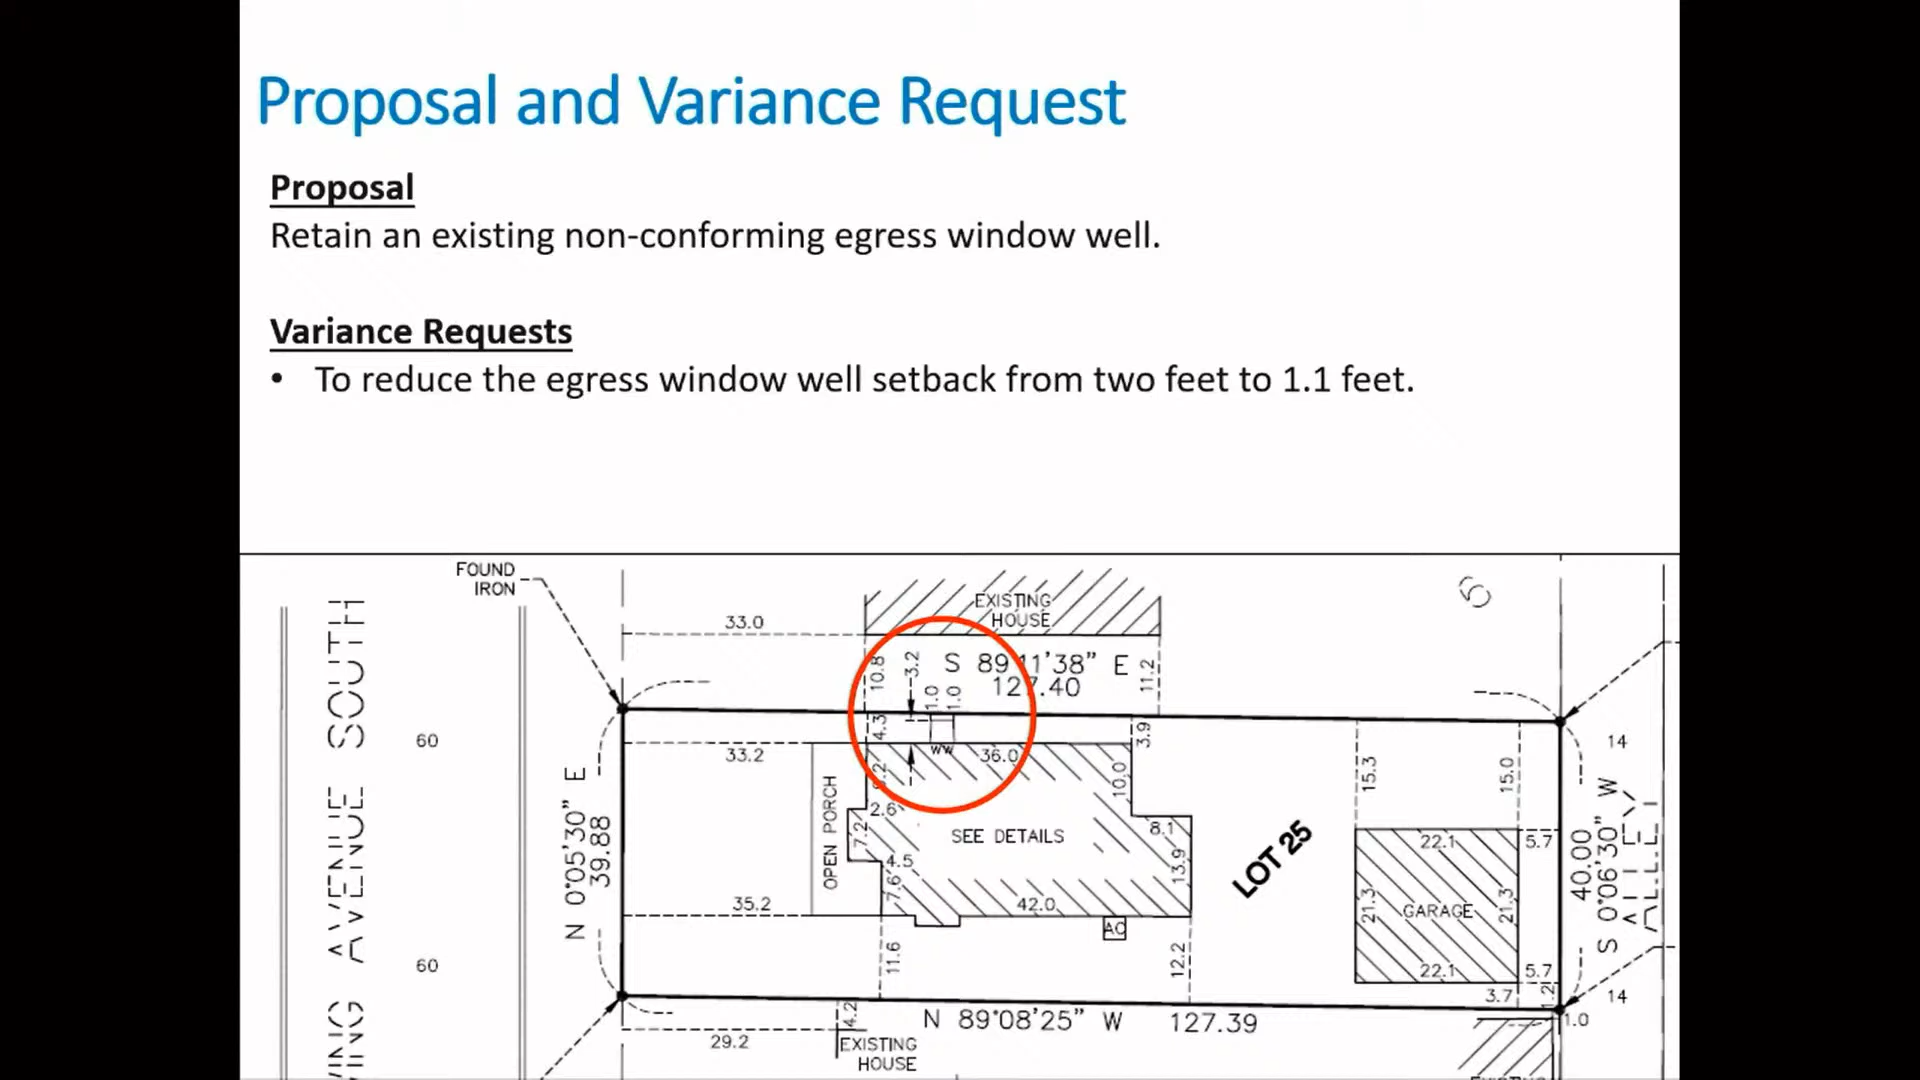 Proposal and Variance Request
Proposal
Retain an existing non-conforming egress window well.
Variance Requests
• To reduce the egress window well setback from two feet to 1.1 feet.
FOUND
IRON
33.0
EXISTING
HOUSE
6
10.8
3.2
1.0
1.0
S 89°11'38" E
127.40
11.2
4.3
WW
36.0
3.9
33.2
60
14
15.3
15.0
10.0
2.6
OPEN PORCH
7.2
SEE DETAILS
8.1
4.5
7.6
13.9
LOT 25
22.1
5.7
21.3
GARAGE
21.3
N 0°05'30" E
39.88
40.00
S 0°06'30" W
ALLEY
AVENUE SOUTH
35.2
42.0
AC
60
11.6
12.2
22.1
5.7
3.7
1.2
14
1.0
4.2
N 89°08'25" W
127.39
29.2
EXISTING
HOUSE